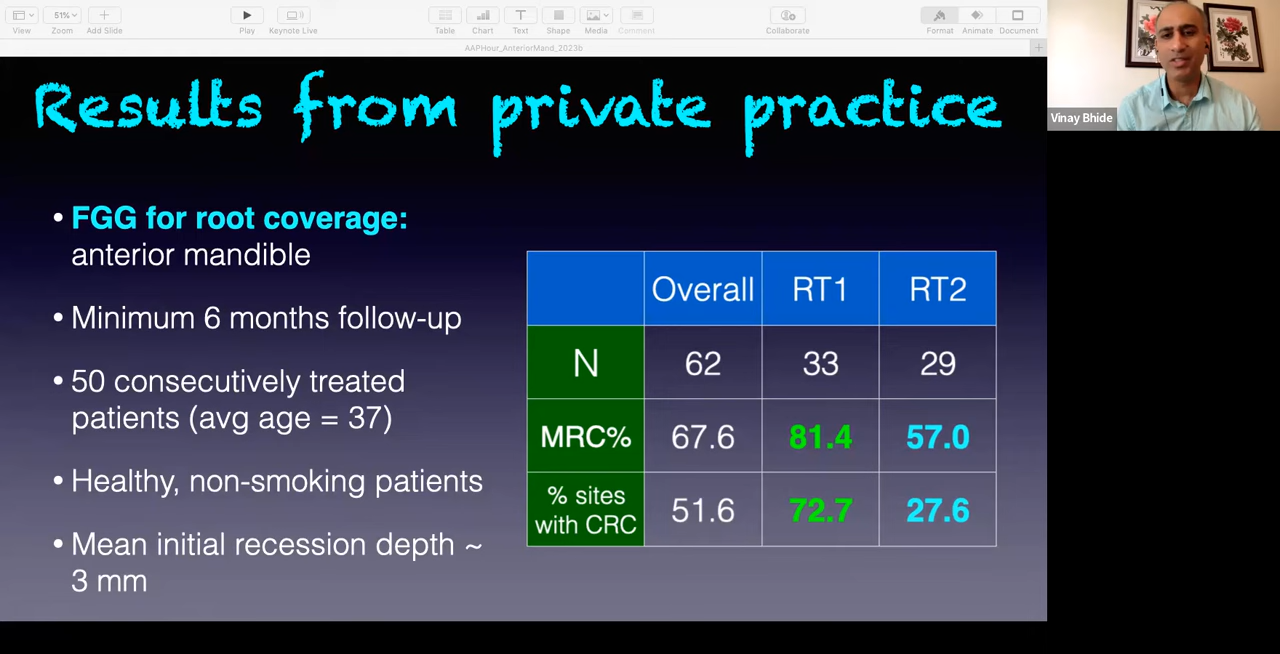 51%
View
Zoom
Add Slide
Play
Keynote Live
Table
Chart
Text
Shape
Media
Comment
Collaborate
Format
Animate
Document
AAPHour_AnteriorMand_2023b
Results from private practice
• FGG for root coverage:
anterior mandible
• Minimum 6 months follow-up
• 50 consecutively treated
patients (avg age = 37)
• Healthy, non-smoking patients
• Mean initial recession depth ~
3 mm
Overall RT1 RT2
N 62 33 29
MRC% 67.6 81.4 57.0
% sites
with CRC 51.6 72.7 27.6
Vinay Bhide